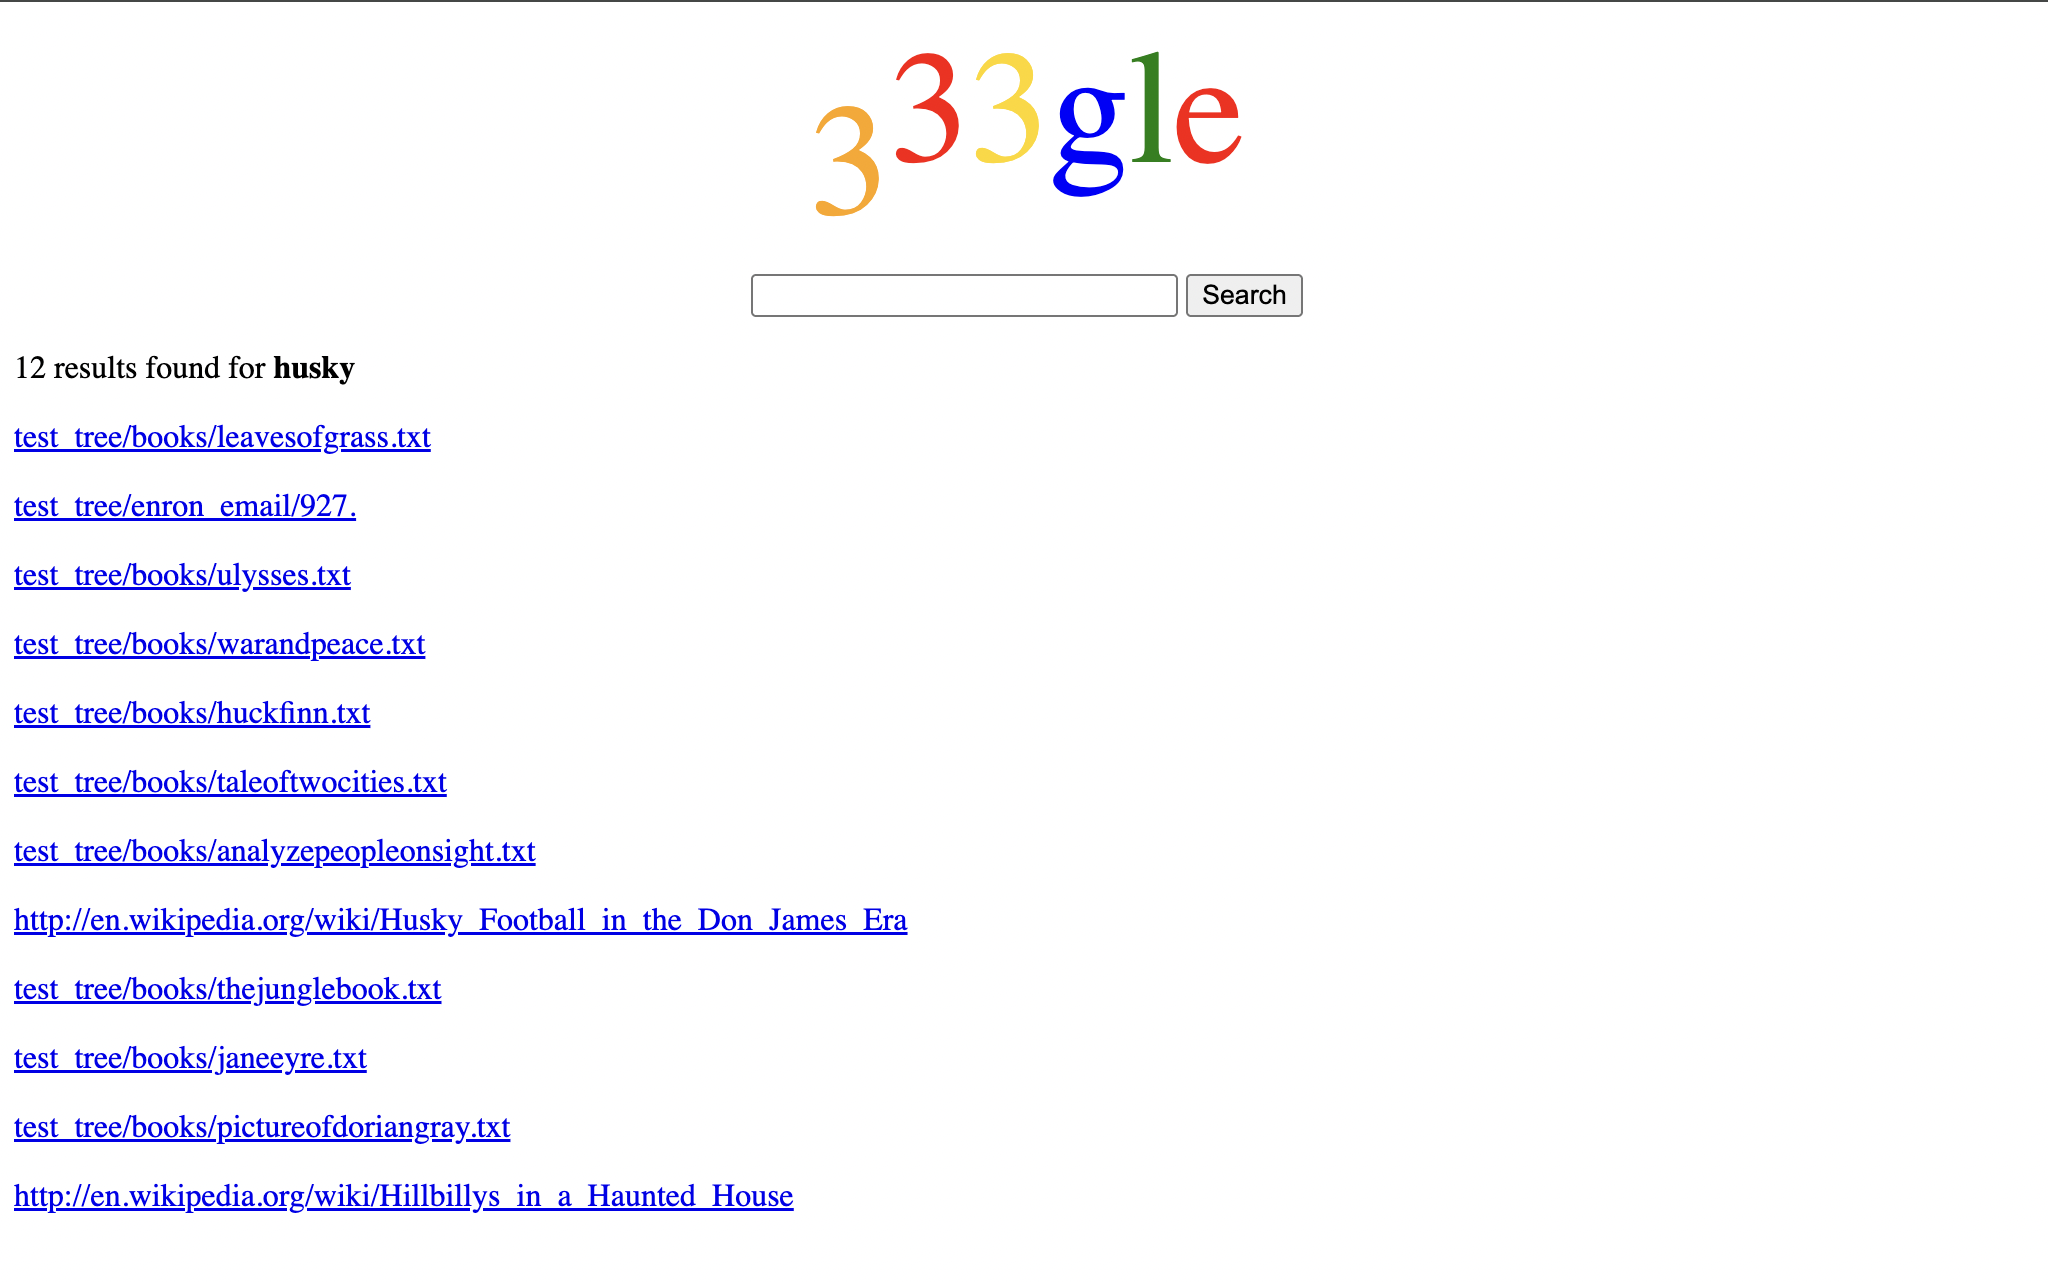 333gle
Search
12 results found for husky
test_tree/books/leavesofgrass.txt
test_tree/enron_email/927.
test_tree/books/ulysses.txt
test_tree/books/warandpeace.txt
test_tree/books/huckfinn.txt
test_tree/books/taleoftwocities.txt
test_tree/books/analyzepeopleonsight.txt
http://en.wikipedia.org/wiki/Husky_Football_in_the_Don_James_Era
test_tree/books/thejunglebook.txt
test_tree/books/janeeyre.txt
test_tree/books/pictureofdoriangray.txt
http://en.wikipedia.org/wiki/Hillbillys_in_a_Haunted_House